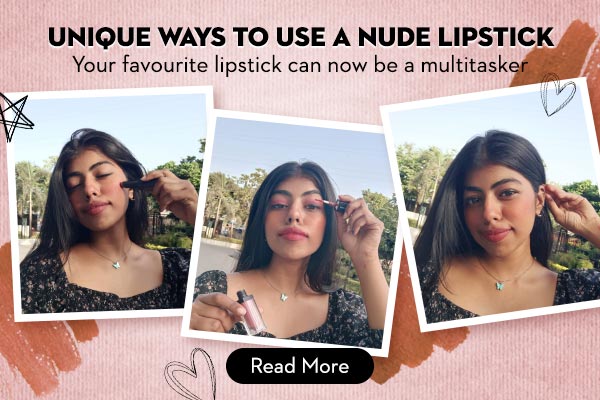 UNIQUE WAYS TO USE A NUDE LIPSTICK
Your favourite lipstick can now be a multitasker
Read More